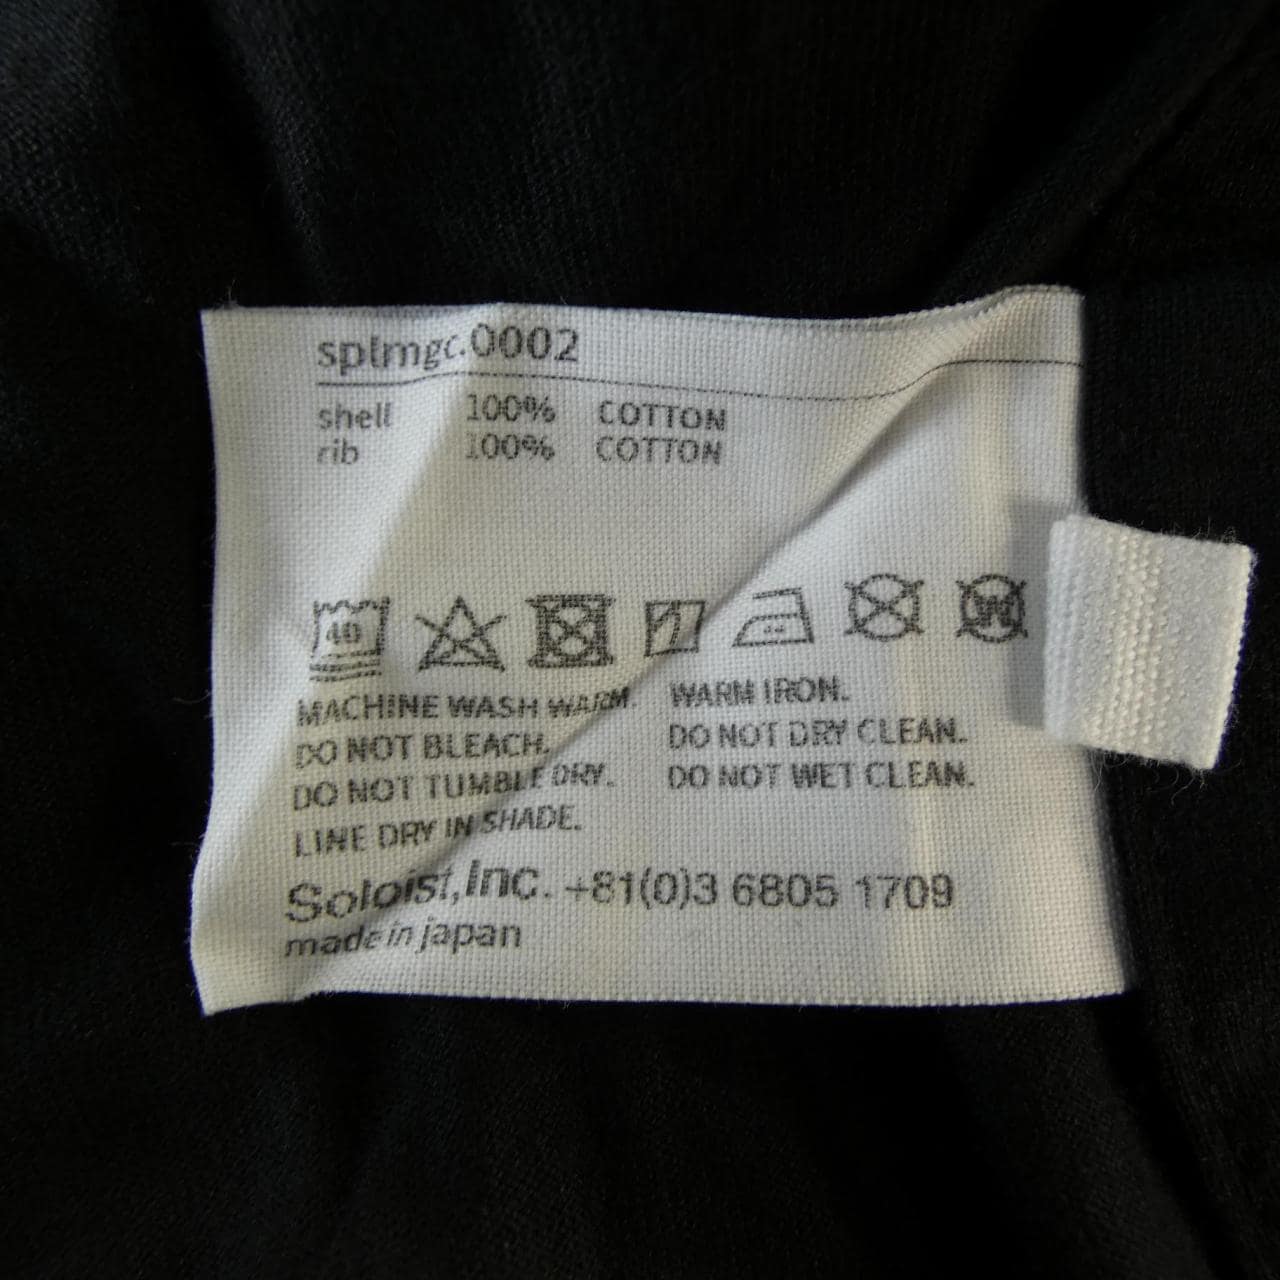 splmgc.0002
shell 100% COTTON
rib 100% COTTON
40 W
MACHINE WASH WARM. WARM IRON.
DO NOT BLEACH. DO NOT DRY CLEAN.
DO NOT TUMBLE DRY. DO NOT WET CLEAN.
LINE DRY IN SHADE.
Soloist,Inc. +81(0)3 6805 1709
made in japan